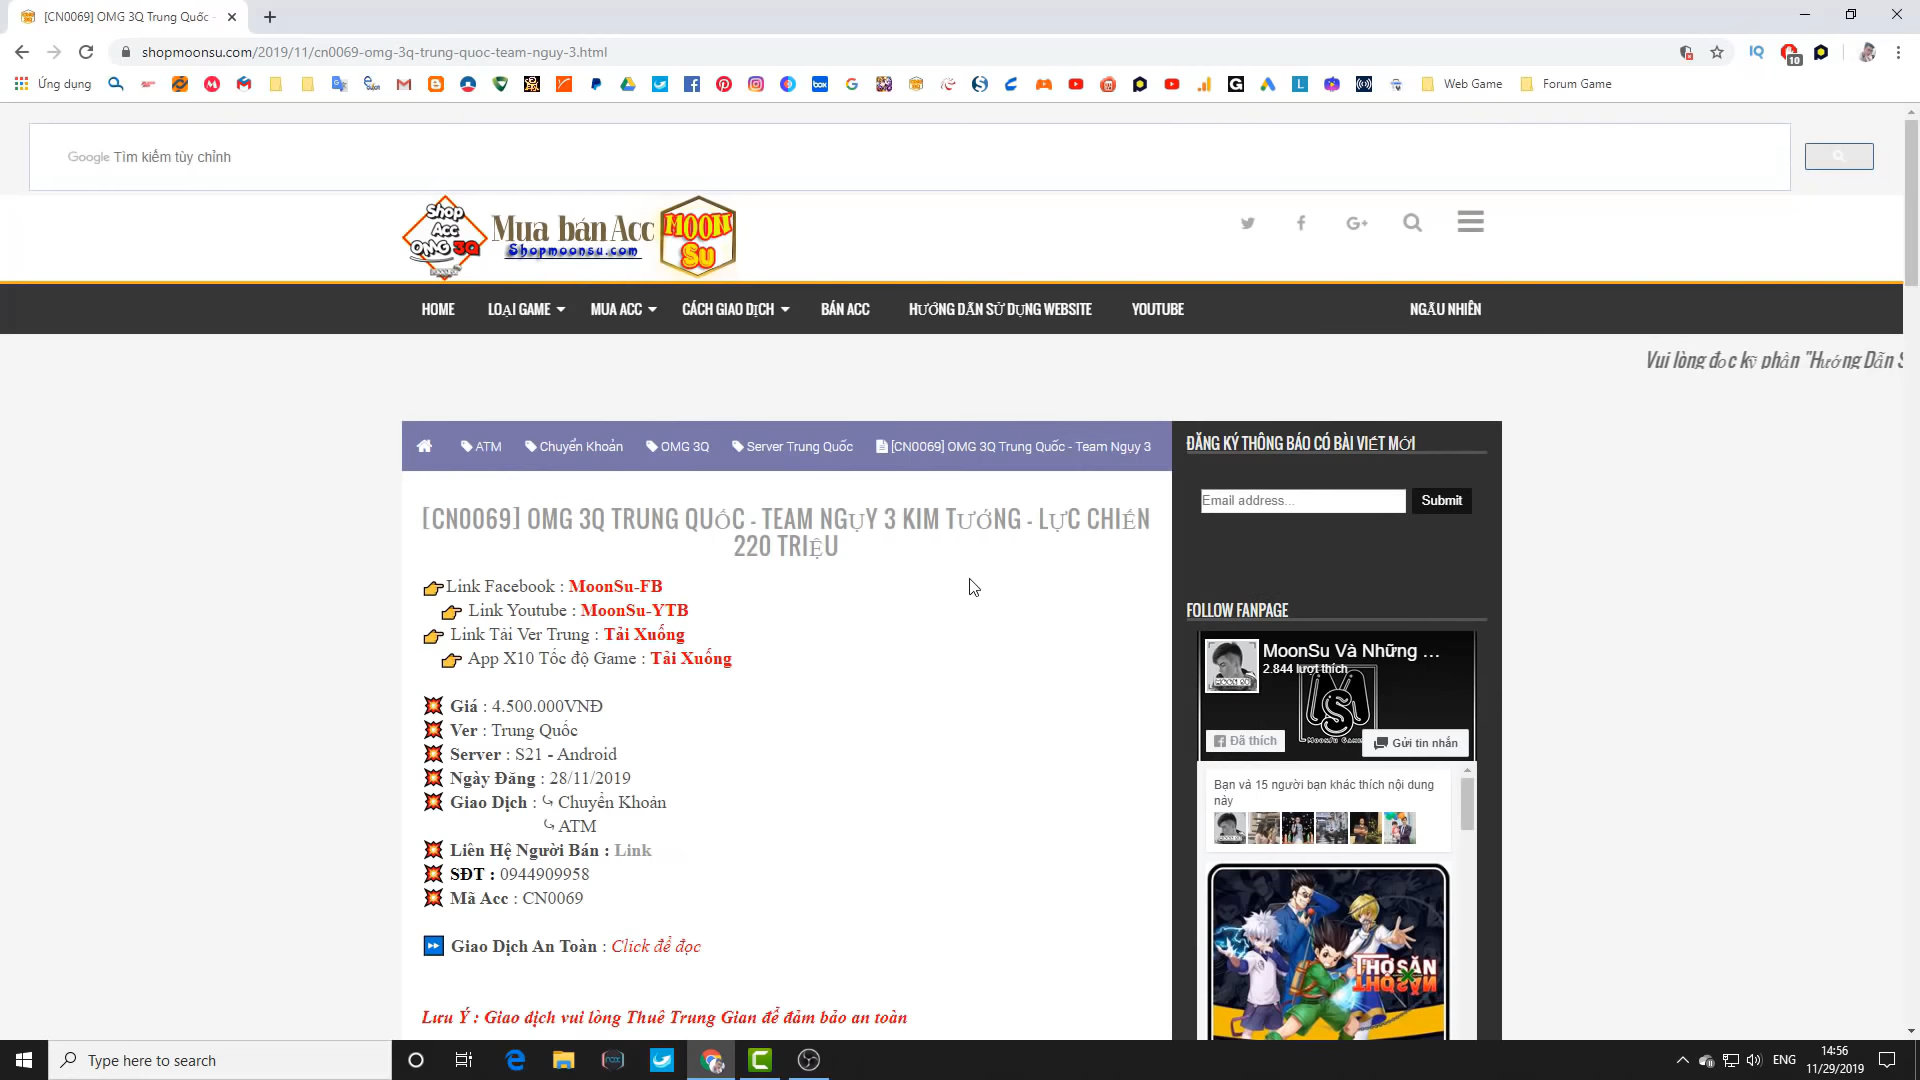 [CN0069] OMG 3Q Trung Quốc -
shopmoonsu.com/2019/11/cn0069-omg-3q-trung-quoc-team-nguy-3.html
IQ
10
Ứng dụng
box
Web Game
Forum Game
Google Tìm kiếm tùy chỉnh
Shop Acc OMG 3Q
Mua bán Acc
Shopmoonsu.com
MOON Su
HOME
LOẠI GAME
MUA ACC
CÁCH GIAO DỊCH
BÁN ACC
HƯỚNG DẪN SỬ DỤNG WEBSITE
YOUTUBE
NGẪU NHIÊN
Vui lòng đọc kỹ phần "Hướng Dẫn S
ATM
Chuyển Khoản
OMG 3Q
Server Trung Quốc
[CN0069] OMG 3Q Trung Quốc - Team Ngụy 3
ĐĂNG KÝ THÔNG BÁO CÓ BÀI VIẾT MỚI
Email address...
Submit
[CN0069] OMG 3Q TRUNG QUỐC - TEAM NGỤY 3 KIM TƯỚNG - LỰC CHIẾN
220 TRIỆU
Link Facebook : MoonSu-FB
Link Youtube : MoonSu-YTB
Link Tải Ver Trung : Tải Xuống
App X10 Tốc độ Game : Tải Xuống
Giá : 4.500.000VNĐ
Ver : Trung Quốc
Server : S21 - Android
Ngày Đăng : 28/11/2019
Giao Dịch : ⤷ Chuyển Khoản
⤷ ATM
Liên Hệ Người Bán : Link
SĐT : 0944909958
Mã Acc : CN0069
Giao Dịch An Toàn : Click để đọc
Lưu Ý : Giao dịch vui lòng Thuê Trung Gian để đảm bảo an toàn
FOLLOW FANPAGE
MoonSu Và Những ...
2.844 lượt thích
Đã thích
Gửi tin nhắn
Bạn và 15 người bạn khác thích nội dung
này
THỢ SĂN
Type here to search
ENG
14:56
11/29/2019